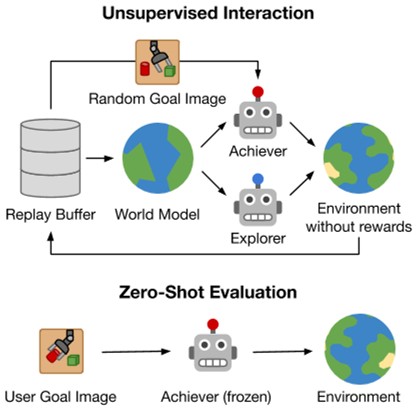 Unsupervised Interaction
Random Goal Image
Achiever
Replay Buffer
World Model
Explorer
Environment
without rewards
Zero-Shot Evaluation
User Goal Image
Achiever (frozen)
Environment